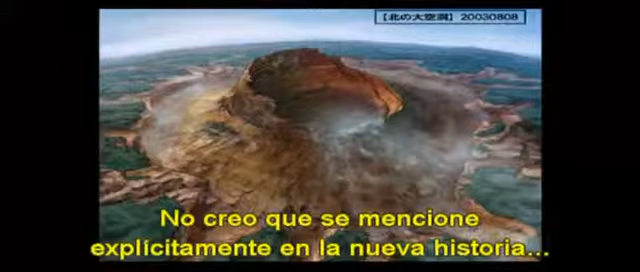 【北の大空洞】20030808
No creo que se mencione
explícitamente en la nueva historia...